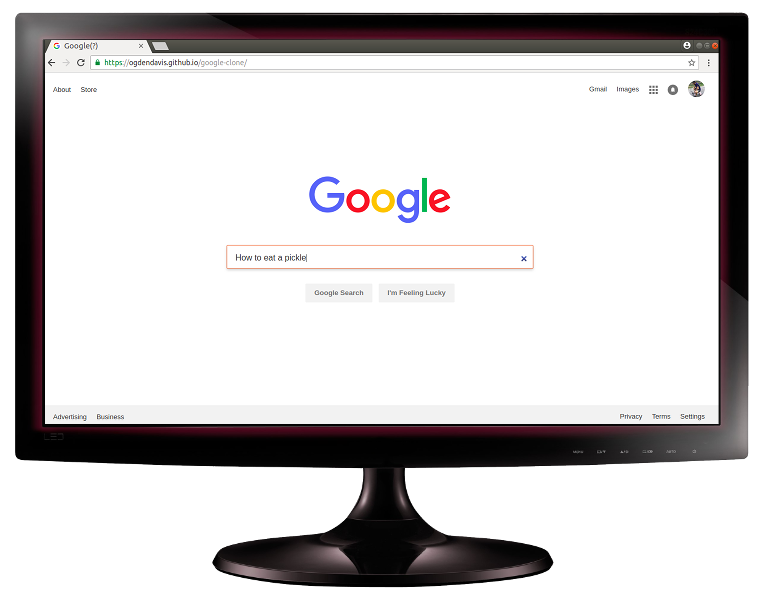 Google(?)
https://ogdendavis.github.io/google-clone/
About Store Gmail Images
Google
How to eat a pickle
Google Search I'm Feeling Lucky
Advertising Business Privacy Terms Settings